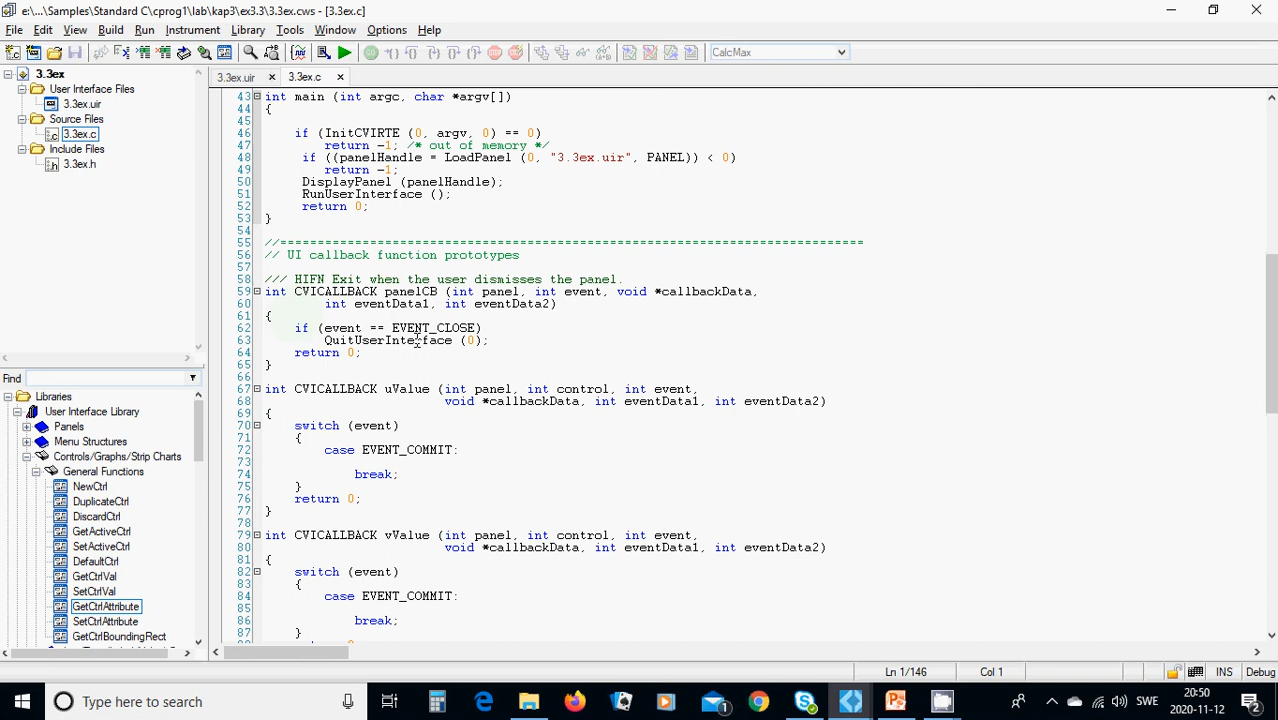 e:\...\Samples\Standard C\cprog1\lab\kap3\ex3.3\3.3ex.cws - [3.3ex.c]
File Edit View Build Run Instrument Library Tools Window Options Help
CalcMax
3.3ex
User Interface Files
3.3ex.uir
Source Files
3.3ex.c
Include Files
3.3ex.h
Find
Libraries
User Interface Library
Panels
Menu Structures
Controls/Graphs/Strip Charts
General Functions
NewCtrl
DuplicateCtrl
DiscardCtrl
GetActiveCtrl
SetActiveCtrl
DefaultCtrl
GetCtrlVal
SetCtrlVal
GetCtrlAttribute
SetCtrlAttribute
GetCtrlBoundingRect
3.3ex.uir 3.3ex.c
43 int main (int argc, char *argv[])
44 {
45
46 if (InitCVIRTE (0, argv, 0) == 0)
47 return -1; /* out of memory */
48 if ((panelHandle = LoadPanel (0, "3.3ex.uir", PANEL)) < 0)
49 return -1;
50 DisplayPanel (panelHandle);
51 RunUserInterface ();
52 return 0;
53 }
54
55 //==============================================================================
56 // UI callback function prototypes
57
58 /// HIFN Exit when the user dismisses the panel.
59 int CVICALLBACK panelCB (int panel, int event, void *callbackData,
60 int eventData1, int eventData2)
61 {
62 if (event == EVENT_CLOSE)
63 QuitUserInterface (0);
64 return 0;
65 }
66
67 int CVICALLBACK uValue (int panel, int control, int event,
68 void *callbackData, int eventData1, int eventData2)
69 {
70 switch (event)
71 {
72 case EVENT_COMMIT:
73
74 break;
75 }
76 return 0;
77 }
78
79 int CVICALLBACK vValue (int panel, int control, int event,
80 void *callbackData, int eventData1, int eventData2)
81 {
82 switch (event)
83 {
84 case EVENT_COMMIT:
85
86 break;
87 }
Ln 1/146 Col 1 INS Debug
Type here to search
1
SWE
20:50
2020-11-12
2